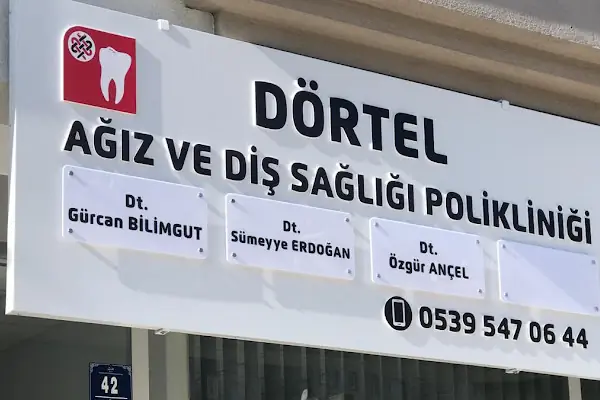 DÖRTEL
AĞIZ VE DİŞ SAĞLIĞI POLİKLİNİĞİ
Dt.
Gürcan BİLİMGUT
Dt.
Sümeyye ERDOĞAN
Dt.
Özgür ANÇEL
0539 547 06 44
42